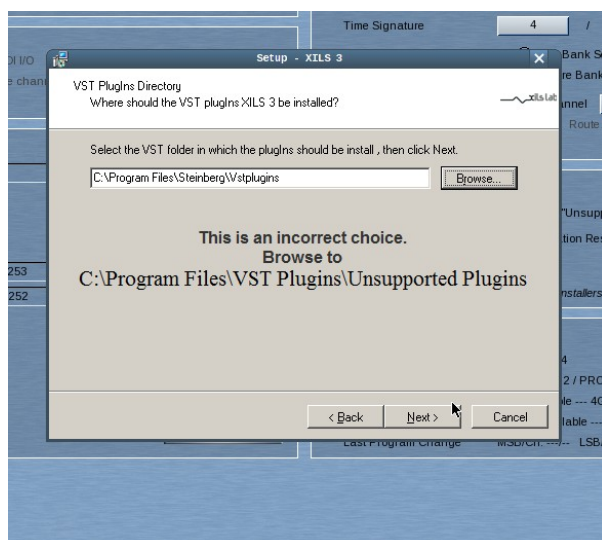 Time Signature 4 /
DI I/O
Bank S
e chan
re Bank
Setup - XILS 3
VST PlugIns Directory
Where should the VST plugIns XILS 3 be installed?
xils lab
annel
Route
Select the VST folder in which the plugIns should be install , then click Next.
C:\Program Files\Steinberg\Vstplugins
Browse...
"Unsupp
tion Res
This is an incorrect choice.
Browse to
C:\Program Files\VST Plugins\Unsupported Plugins
253
252
nstallers
4
2 / PRO
le --- 40
lable ---
< Back Next > Cancel
Last Program Change MSB/Ch. ---/-- LSB/